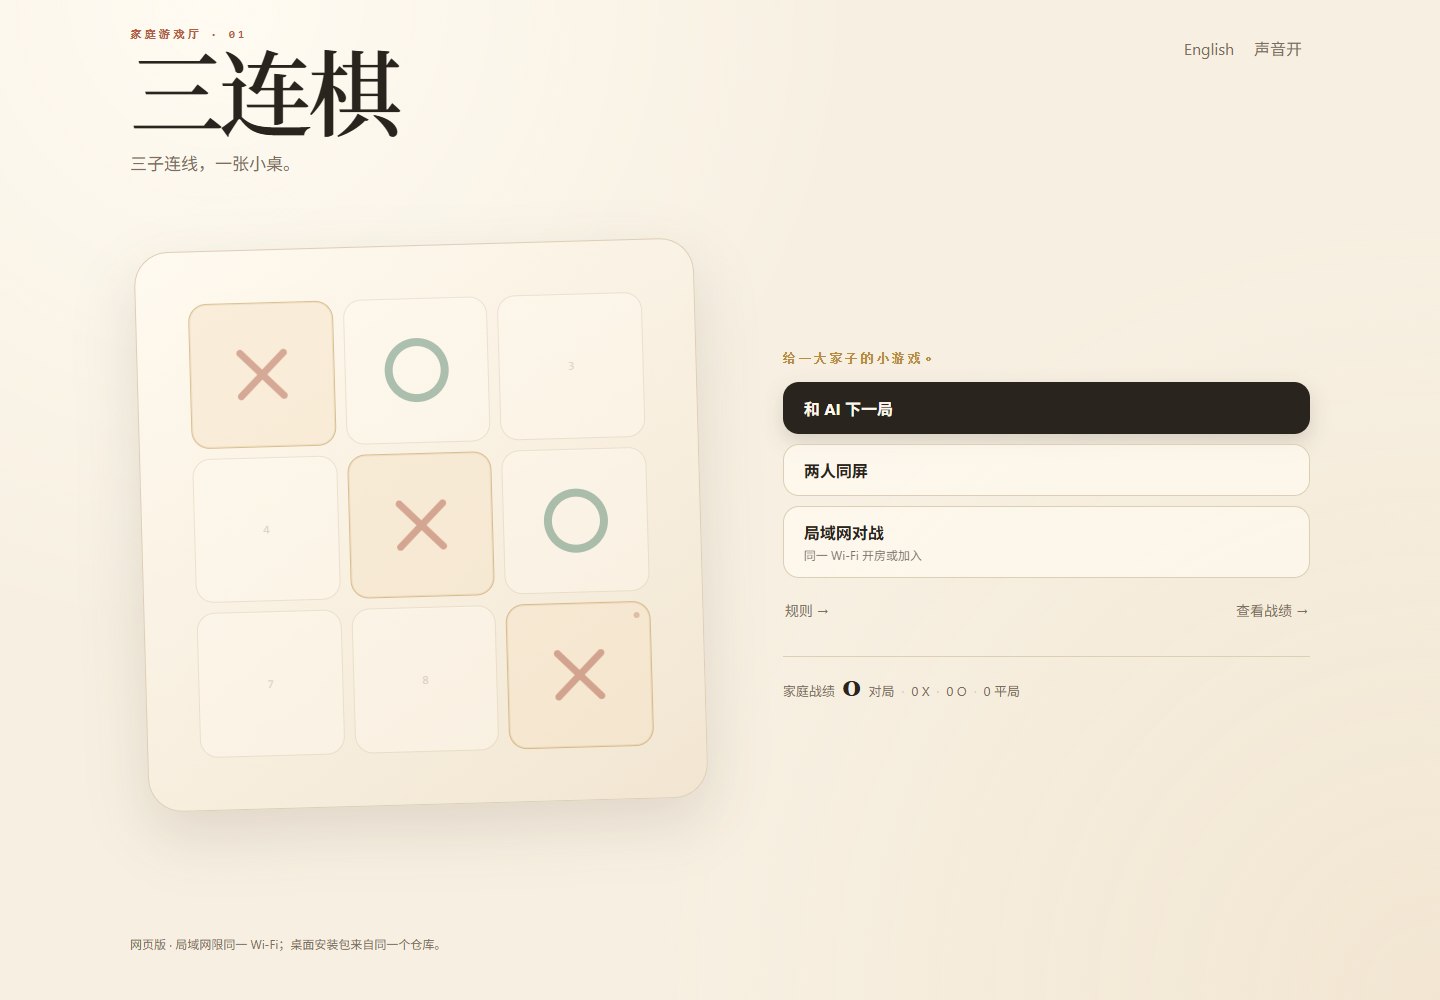 家庭游戏厅 · 01
三连棋
三子连线，一张小桌。
English 声音开
3
4
7
8
给一大家子的小游戏。
和 AI 下一局
两人同屏
局域网对战
同一 Wi-Fi 开房或加入
规则 →
查看战绩 →
家庭战绩 0 对局 · 0 X · 0 O · 0 平局
网页版 · 局域网限同一 Wi-Fi；桌面安装包来自同一个仓库。